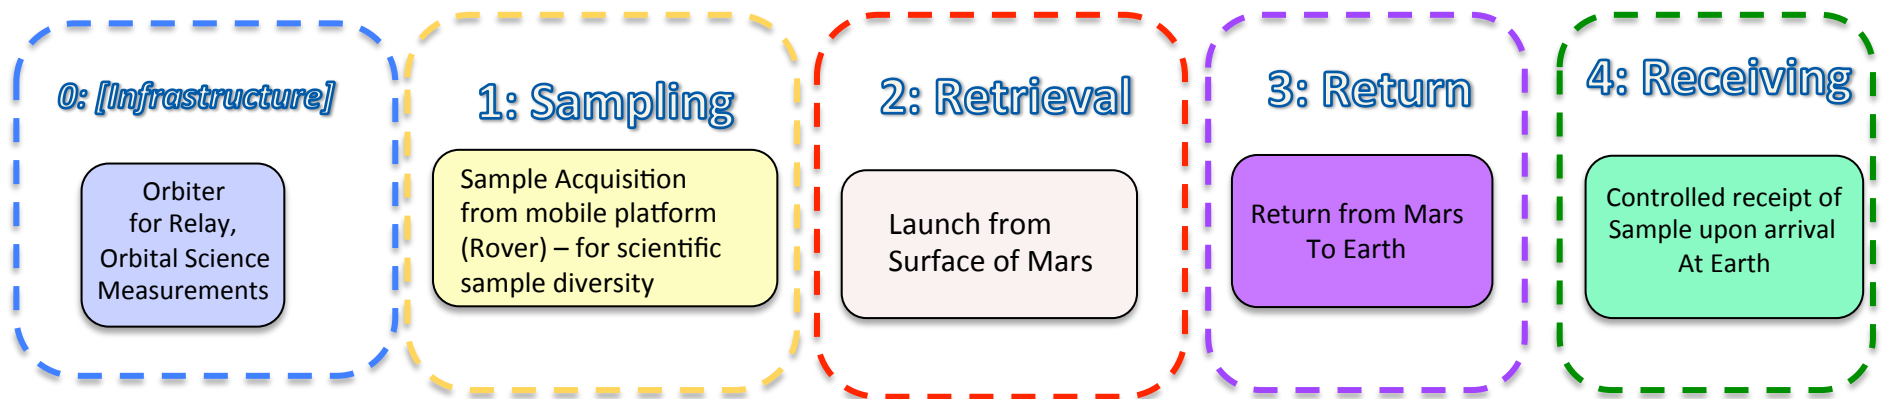 0: [Infrastructure]
Orbiter
for Relay,
Orbital Science
Measurements
1: Sampling
Sample Acquisition
from mobile platform
(Rover) – for scientific
sample diversity
2: Retrieval
Launch from
Surface of Mars
3: Return
Return from Mars
To Earth
4: Receiving
Controlled receipt of
Sample upon arrival
At Earth